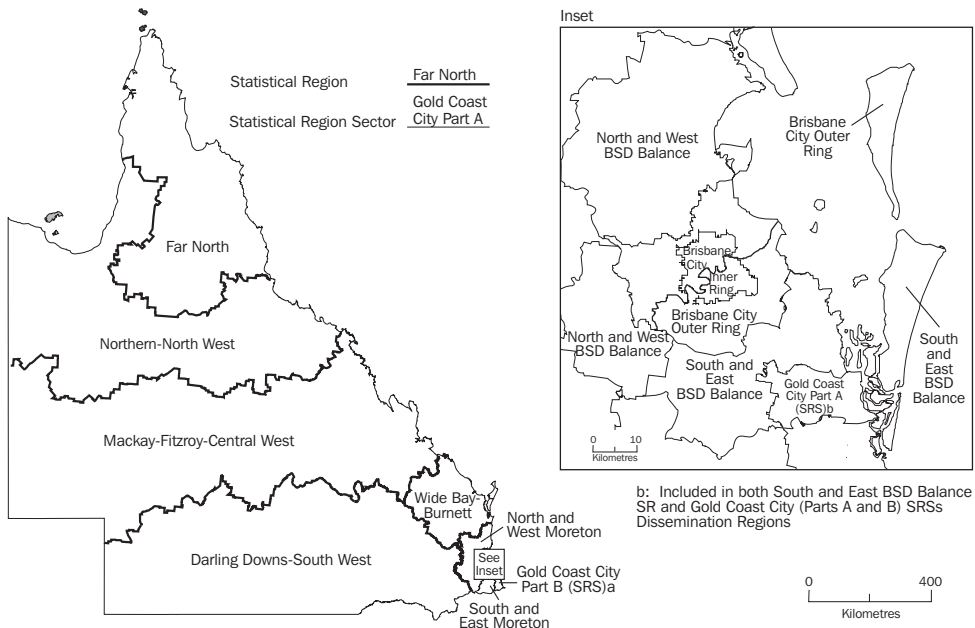 Inset
Statistical Region
Far North
Statistical Region Sector
Gold Coast
City Part A
Far North
Northern-North West
Mackay-Fitzroy-Central West
Wide Bay-
Burnett
Darling Downs-South West
North and
West Moreton
See
Inset
Gold Coast City
Part B (SRS)a
South and
East Moreton
North and West
BSD Balance
Brisbane
City Outer
Ring
Brisbane
City
Inner
Ring
Brisbane City
Outer Ring
North and West
BSD Balance
South and
East
BSD Balance
Gold Coast
City Part A
(SRS)b
South
and
East
BSD
Balance
0 10
Kilometres
b: Included in both South and East BSD Balance
SR and Gold Coast City (Parts A and B) SRSs
Dissemination Regions
0 400
Kilometres